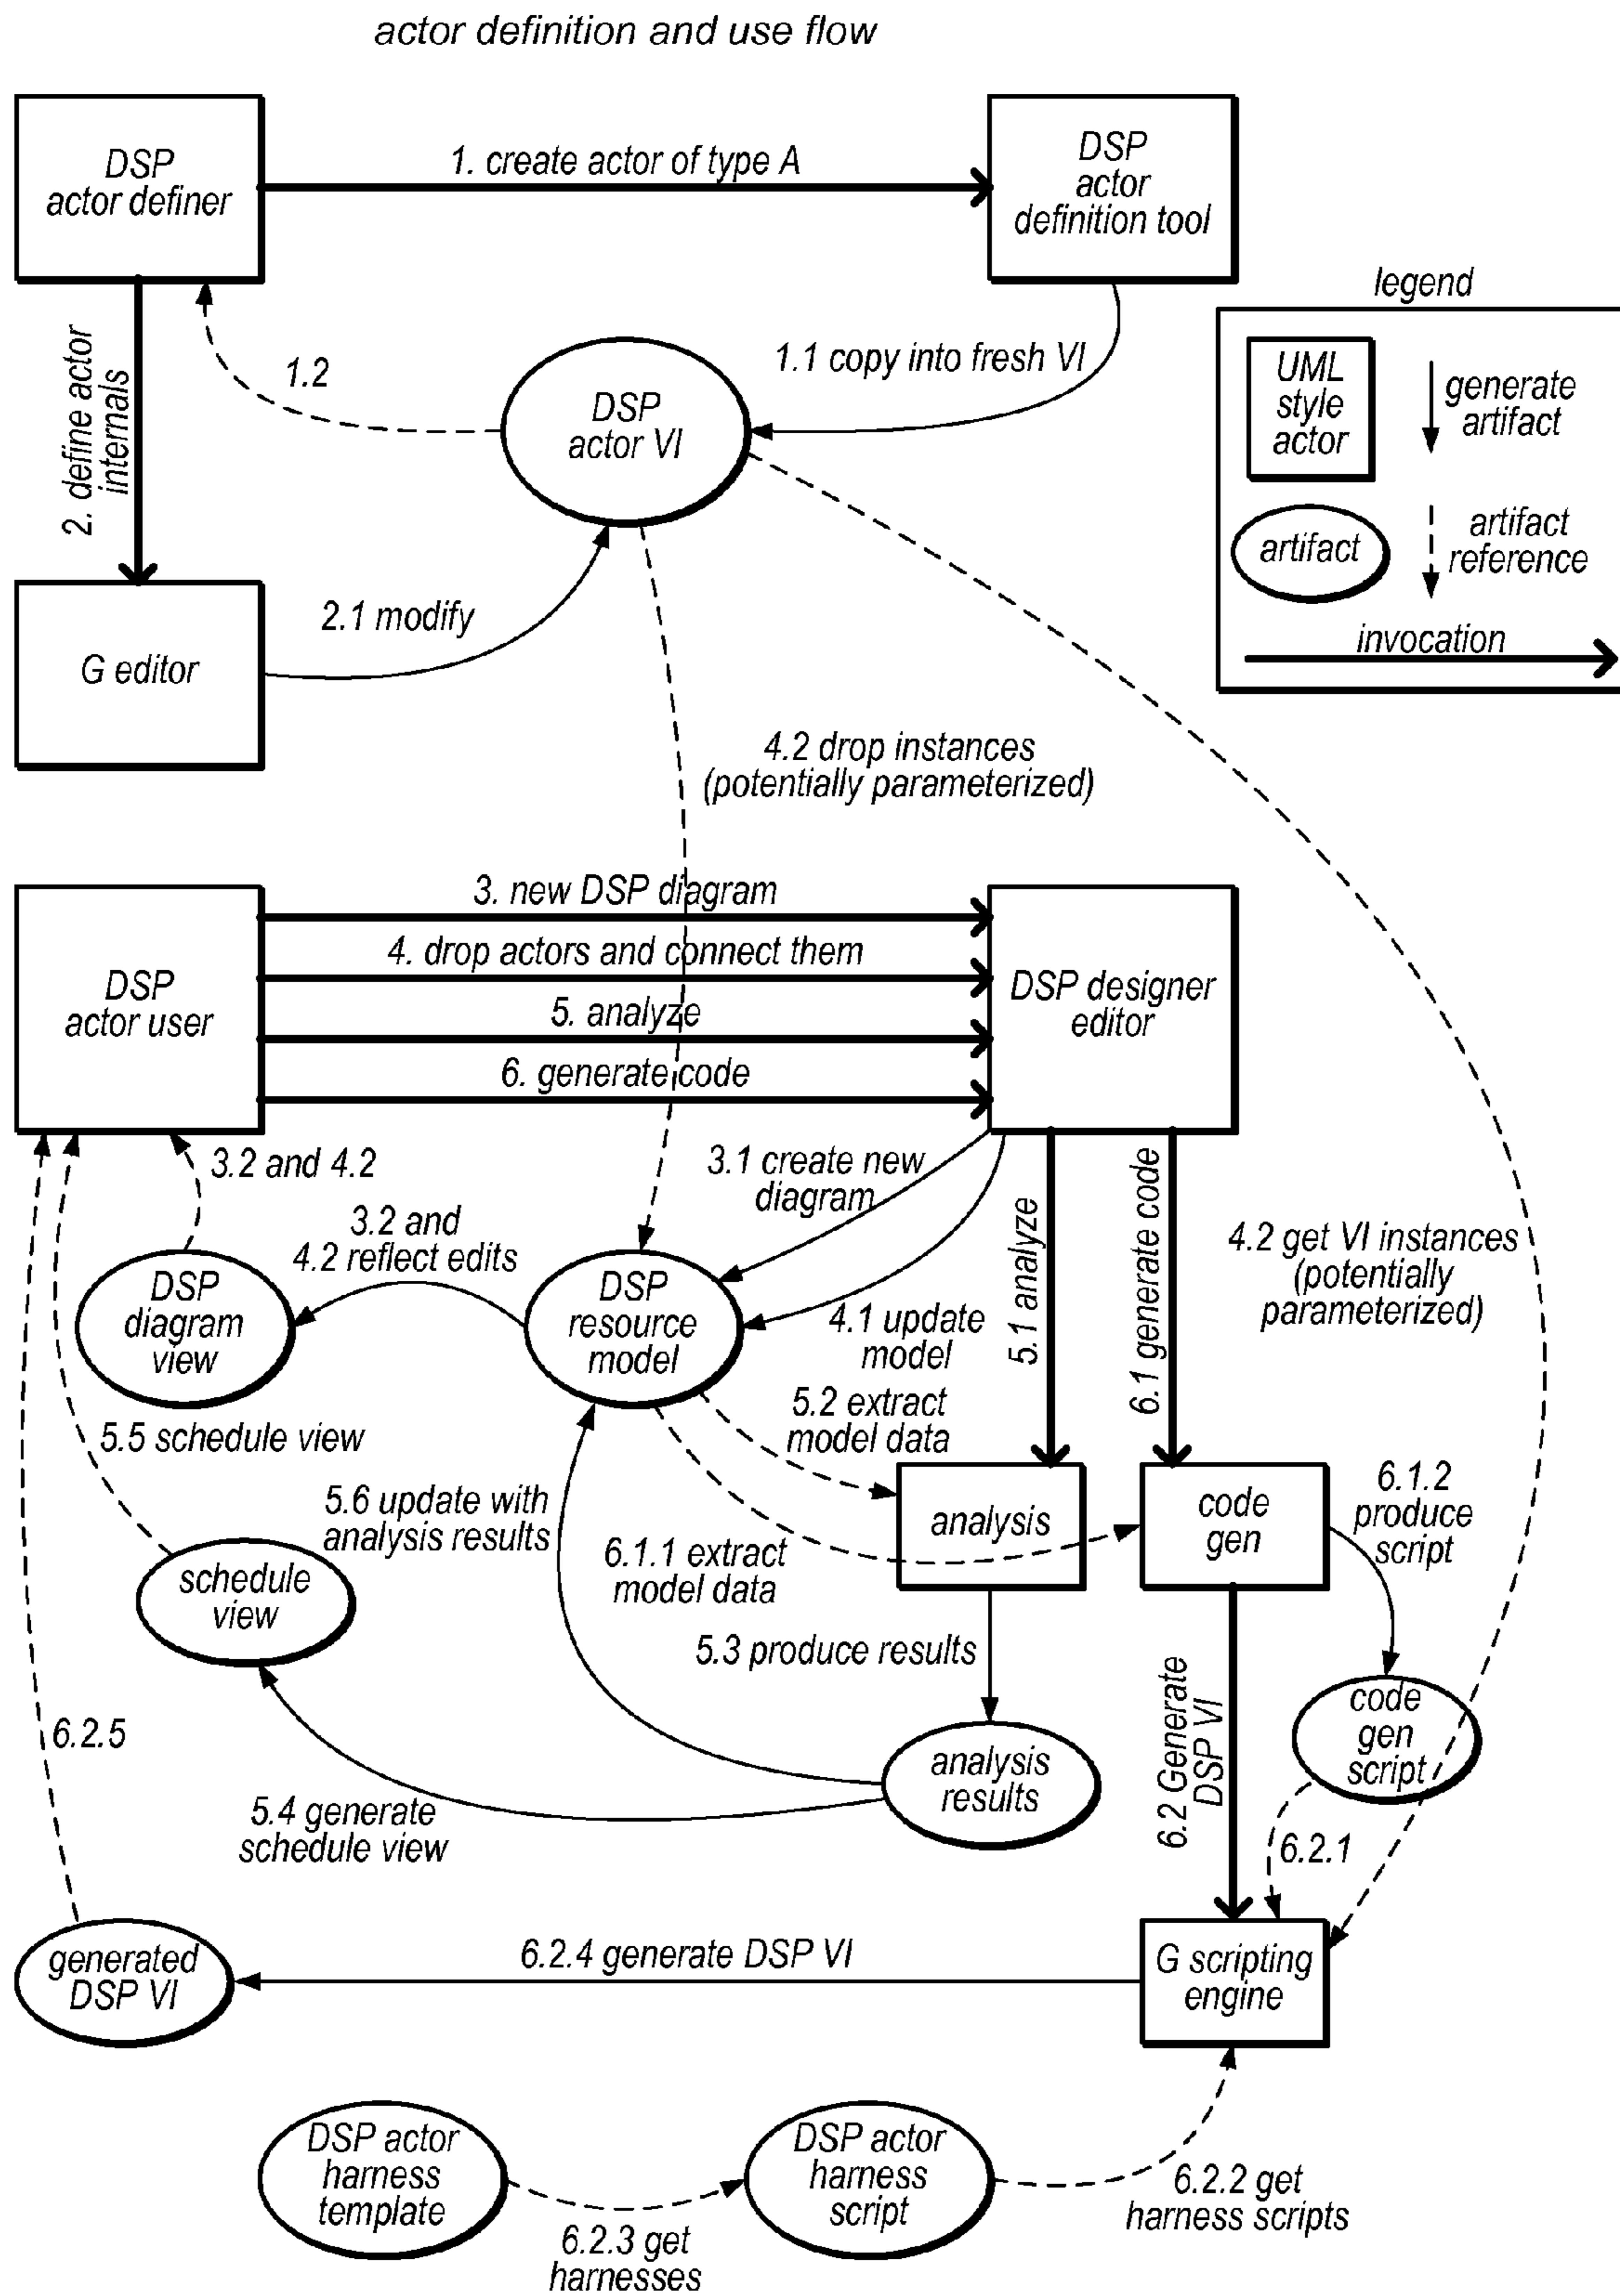 actor definition and use flow
DSP
actor definer
1. create actor of type A
DSP
actor
definition tool
legend
UML
style
actor
generate
artifact
artifact
artifact
reference
invocation
2. define actor
internals
1.2
DSP
actor VI
1.1 copy into fresh VI
G editor
2.1 modify
4.2 drop instances
(potentially parameterized)
DSP
actor user
3. new DSP diagram
4. drop actors and connect them
5. analyze
6. generate code
DSP designer
editor
3.2 and 4.2
3.2 and
4.2 reflect edits
3.1 create new
diagram
DSP
diagram
view
DSP
resource
model
4.1 update
model
5.1 analyze
6.1 generate code
4.2 get VI instances
(potentially
parameterized)
5.2 extract
model data
5.5 schedule view
5.6 update with
analysis results
6.1.1 extract
model data
analysis
code
gen
6.1.2
produce
script
schedule
view
5.3 produce results
6.2 Generate
DSP VI
code
gen
script
6.2.5
analysis
results
5.4 generate
schedule view
6.2.1
generated
DSP VI
6.2.4 generate DSP VI
G scripting
engine
DSP actor
harness
template
DSP actor
harness
script
6.2.2 get
harness scripts
6.2.3 get
harnesses